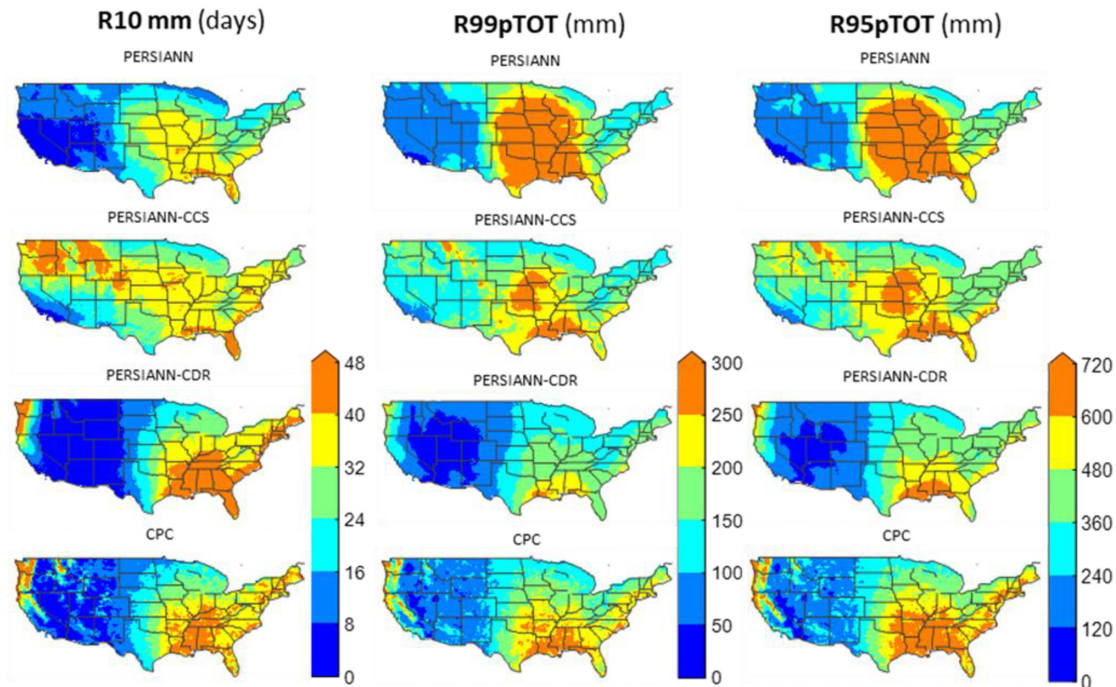 R10 mm (days)
R99pTOT (mm)
R95pTOT (mm)
PERSIANN
PERSIANN
PERSIANN
PERSIANN-CCS
PERSIANN-CCS
PERSIANN-CCS
48
40
32
24
16
8
0
300
250
200
150
100
50
0
720
600
480
360
240
120
0
PERSIANN-CDR
PERSIANN-CDR
PERSIANN-CDR
CPC
CPC
CPC